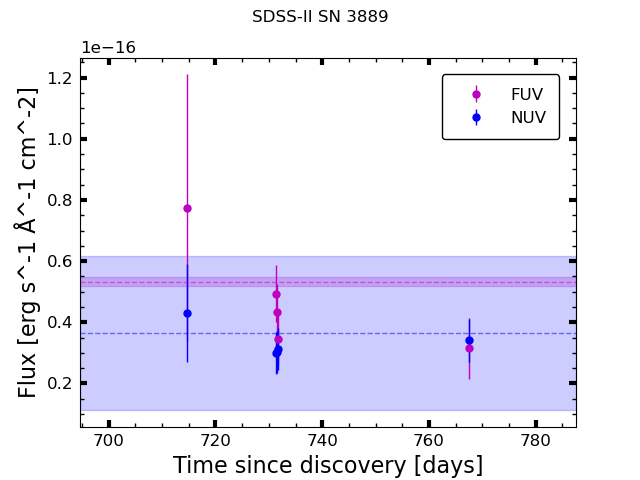 SDSS-II SN 3889
1e−16
FUV
NUV
1.2
1.0
0.8
0.6
0.4
0.2
Flux [erg s^-1 Å^-1 cm^-2]
700 720 740 760 780
Time since discovery [days]